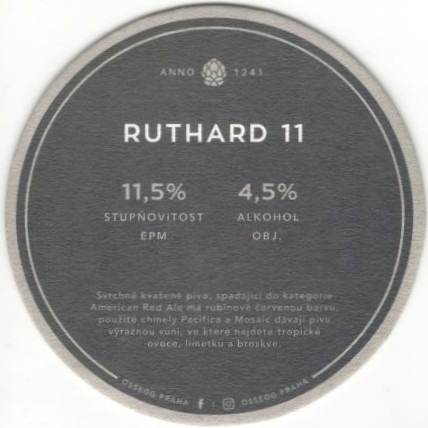 ANNO 1241
RUTHARD 11
11,5% 4,5%
STUPŇOVITOST ALKOHOL
EPM OBJ.
Svrchně kvašené pivo, spadající do kategorie
American Red Ale má rubínově červenou barvu,
použité chmely Pacifica a Mosaic dávají pivu
výraznou vůni, ve které najdete tropické
ovoce, limetku a broskve.
OSSEGG PRAHA f | OSSEGG PRAHA